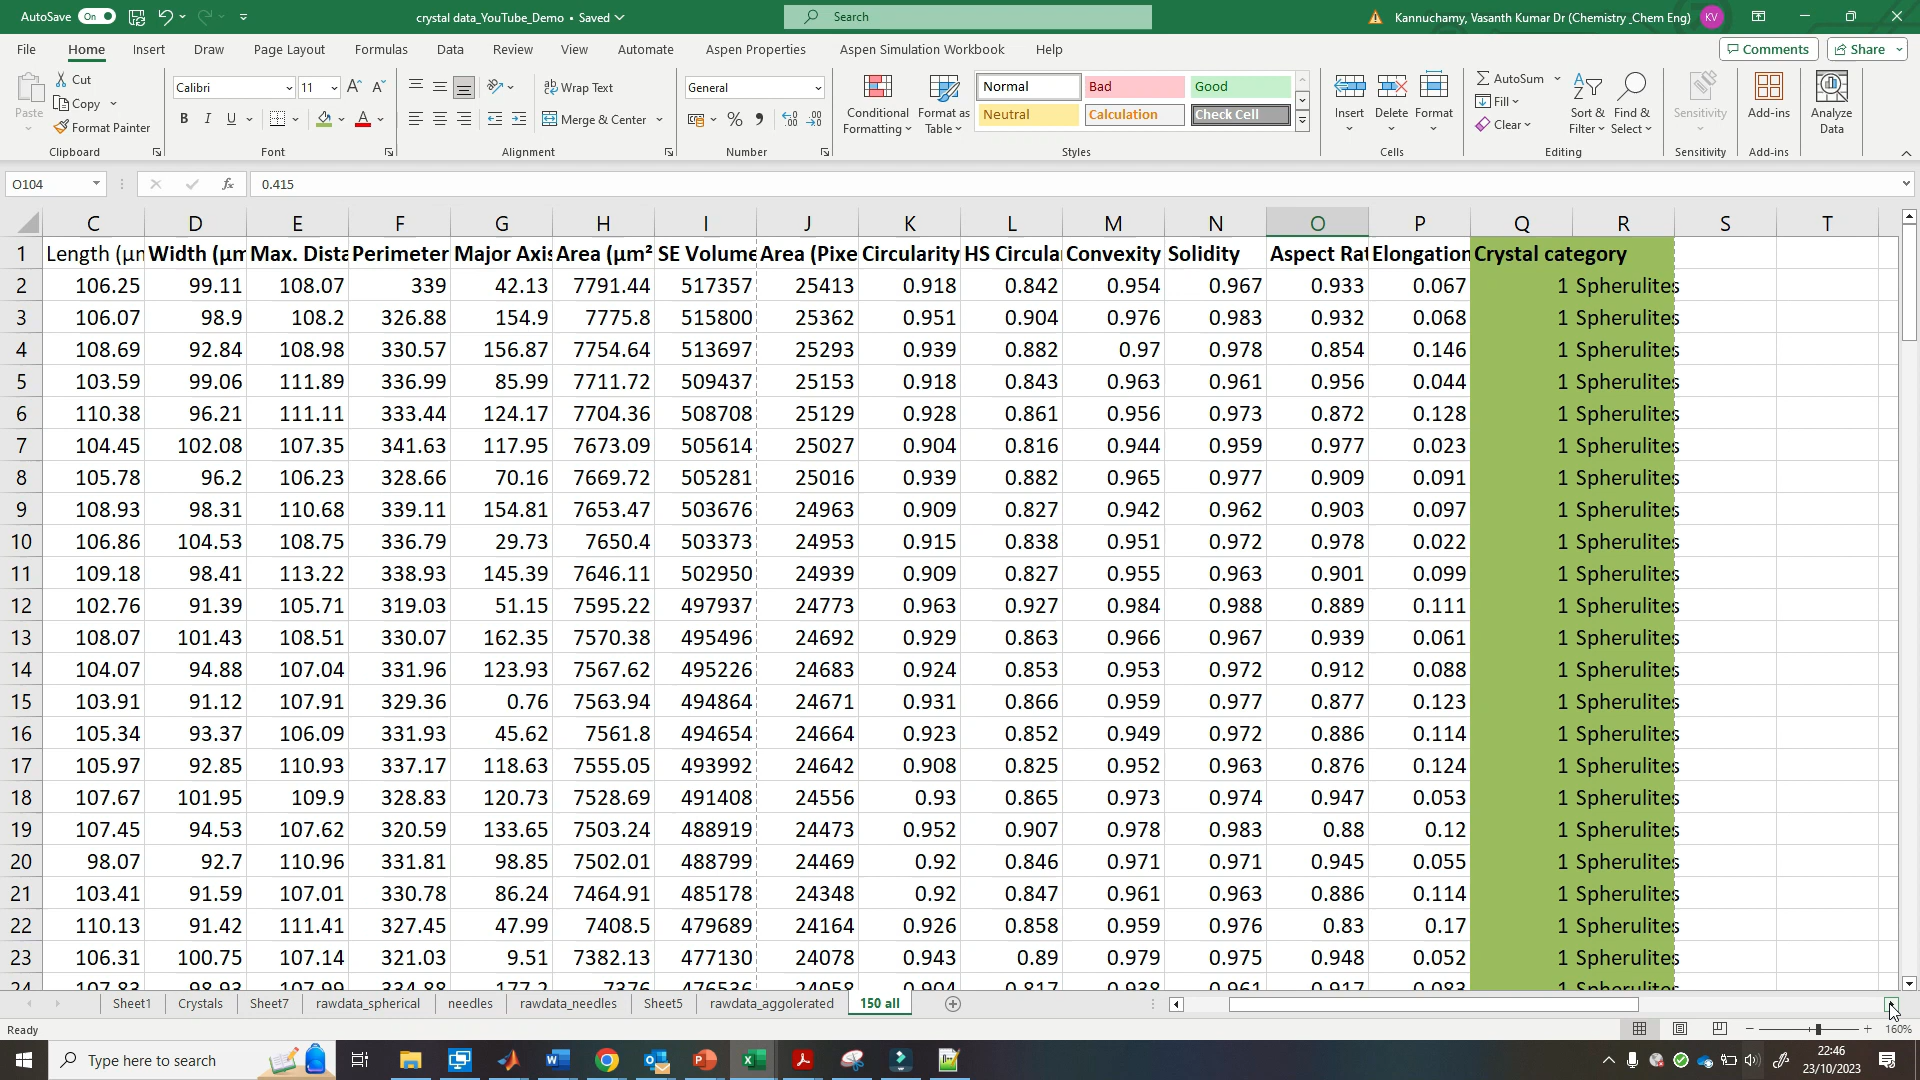 AutoSave On crystal data_YouTube_Demo • Saved Search Kannuchamy, Vasanth Kumar Dr (Chemistry _Chem Eng) KV
File Home Insert Draw Page Layout Formulas Data Review View Automate Aspen Properties Aspen Simulation Workbook Help Comments Share
Paste Cut Copy Format Painter Clipboard
Calibri 11 B I U Font
Wrap Text Merge & Center Alignment
General % Number
Conditional Formatting Format as Table Normal Bad Good Neutral Calculation Check Cell Styles
Insert Delete Format Cells
AutoSum Fill Clear Sort & Filter Find & Select Editing
Sensitivity Sensitivity Add-ins Add-ins Analyze Data
O104 fx 0.415
C D E F G H I J K L M N O P Q R S T
1 Length (µn Width (µm Max. Dista Perimeter Major Axis Area (µm² SE Volume Area (Pixe Circularity HS Circula Convexity Solidity Aspect Rat Elongation Crystal category
2 106.25 99.11 108.07 339 42.13 7791.44 517357 25413 0.918 0.842 0.954 0.967 0.933 0.067 1 Spherulites
3 106.07 98.9 108.2 326.88 154.9 7775.8 515800 25362 0.951 0.904 0.976 0.983 0.932 0.068 1 Spherulites
4 108.69 92.84 108.98 330.57 156.87 7754.64 513697 25293 0.939 0.882 0.97 0.978 0.854 0.146 1 Spherulites
5 103.59 99.06 111.89 336.99 85.99 7711.72 509437 25153 0.918 0.843 0.963 0.961 0.956 0.044 1 Spherulites
6 110.38 96.21 111.11 333.44 124.17 7704.36 508708 25129 0.928 0.861 0.956 0.973 0.872 0.128 1 Spherulites
7 104.45 102.08 107.35 341.63 117.95 7673.09 505614 25027 0.904 0.816 0.944 0.959 0.977 0.023 1 Spherulites
8 105.78 96.2 106.23 328.66 70.16 7669.72 505281 25016 0.939 0.882 0.965 0.977 0.909 0.091 1 Spherulites
9 108.93 98.31 110.68 339.11 154.81 7653.47 503676 24963 0.909 0.827 0.942 0.962 0.903 0.097 1 Spherulites
10 106.86 104.53 108.75 336.79 29.73 7650.4 503373 24953 0.915 0.838 0.951 0.972 0.978 0.022 1 Spherulites
11 109.18 98.41 113.22 338.93 145.39 7646.11 502950 24939 0.909 0.827 0.955 0.963 0.901 0.099 1 Spherulites
12 102.76 91.39 105.71 319.03 51.15 7595.22 497937 24773 0.963 0.927 0.984 0.988 0.889 0.111 1 Spherulites
13 108.07 101.43 108.51 330.07 162.35 7570.38 495496 24692 0.929 0.863 0.966 0.967 0.939 0.061 1 Spherulites
14 104.07 94.88 107.04 331.96 123.93 7567.62 495226 24683 0.924 0.853 0.953 0.972 0.912 0.088 1 Spherulites
15 103.91 91.12 107.91 329.36 0.76 7563.94 494864 24671 0.931 0.866 0.959 0.977 0.877 0.123 1 Spherulites
16 105.34 93.37 106.09 331.93 45.62 7561.8 494654 24664 0.923 0.852 0.949 0.972 0.886 0.114 1 Spherulites
17 105.97 92.85 110.93 337.17 118.63 7555.05 493992 24642 0.908 0.825 0.952 0.963 0.876 0.124 1 Spherulites
18 107.67 101.95 109.9 328.83 120.73 7528.69 491408 24556 0.93 0.865 0.973 0.974 0.947 0.053 1 Spherulites
19 107.45 94.53 107.62 320.59 133.65 7503.24 488919 24473 0.952 0.907 0.978 0.983 0.88 0.12 1 Spherulites
20 98.07 92.7 110.96 331.81 98.85 7502.01 488799 24469 0.92 0.846 0.971 0.971 0.945 0.055 1 Spherulites
21 103.41 91.59 107.01 330.78 86.24 7464.91 485178 24348 0.92 0.847 0.961 0.963 0.886 0.114 1 Spherulites
22 110.13 91.42 111.41 327.45 47.99 7408.5 479689 24164 0.926 0.858 0.959 0.976 0.83 0.17 1 Spherulites
23 106.31 100.75 107.14 321.03 9.51 7382.13 477130 24078 0.943 0.89 0.979 0.975 0.948 0.052 1 Spherulites
24 107.83 98.93 107.99 334.88 177.2 7376 476536 24058 0.904 0.817 0.938 0.961 0.917 0.083 1 Spherulites
Sheet1 Crystals Sheet7 rawdata_spherical needles rawdata_needles Sheet5 rawdata_aggolerated 150 all
Ready 160%
Type here to search 22:46
23/10/2023